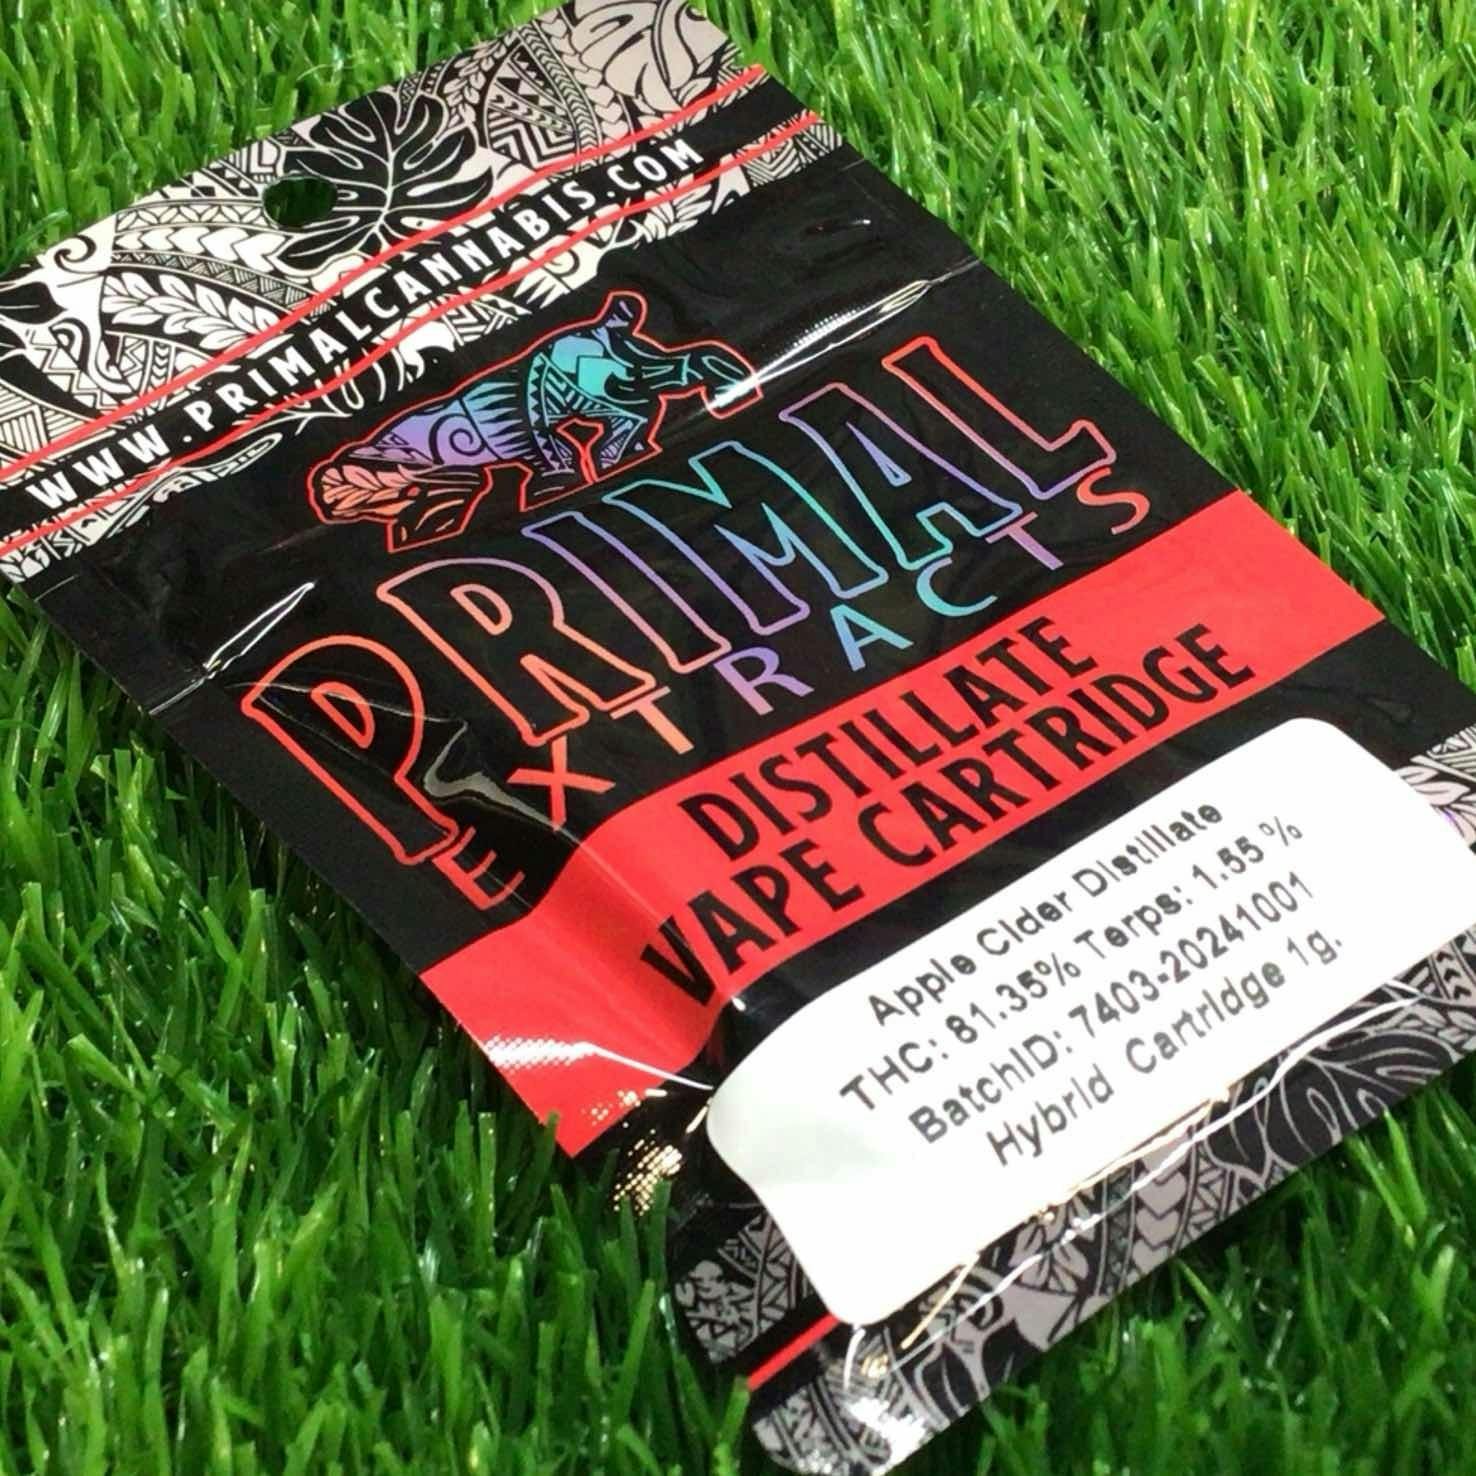 WWW.PRIMALCANNABIS.COM
PRIMAL
EXTRACTS
DISTILLATE
VAPE CARTRIDGE
Apple Cider Distillate
THC: 81.35% Terps: 1.55 %
BatchID: 7403-20241001
Hybrid Cartridge 1g.